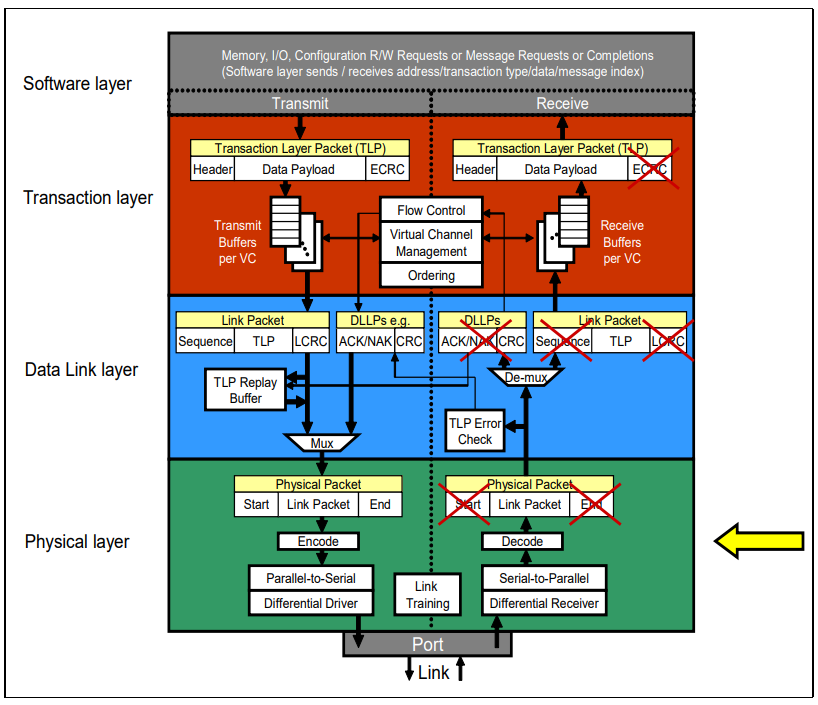 Memory, I/O, Configuration R/W Requests or Message Requests or Completions
(Software layer sends / receives address/transaction type/data/message index)
Software layer
Transmit
Receive
Transaction Layer Packet (TLP)
Header
Data Payload
ECRC
Transaction Layer Packet (TLP)
Header
Data Payload
ECRC
Transaction layer
Transmit
Buffers
per VC
Flow Control
Virtual Channel
Management
Ordering
Receive
Buffers
per VC
Link Packet
Sequence
TLP
LCRC
DLLPs e.g.
ACK/NAK
CRC
DLLPs
ACK/NAK
CRC
Link Packet
Sequence
TLP
LCRC
Data Link layer
TLP Replay
Buffer
De-mux
TLP Error
Check
Mux
Physical Packet
Start
Link Packet
End
Physical Packet
Start
Link Packet
End
Physical layer
Encode
Decode
Parallel-to-Serial
Differential Driver
Link
Training
Serial-to-Parallel
Differential Receiver
Port
Link